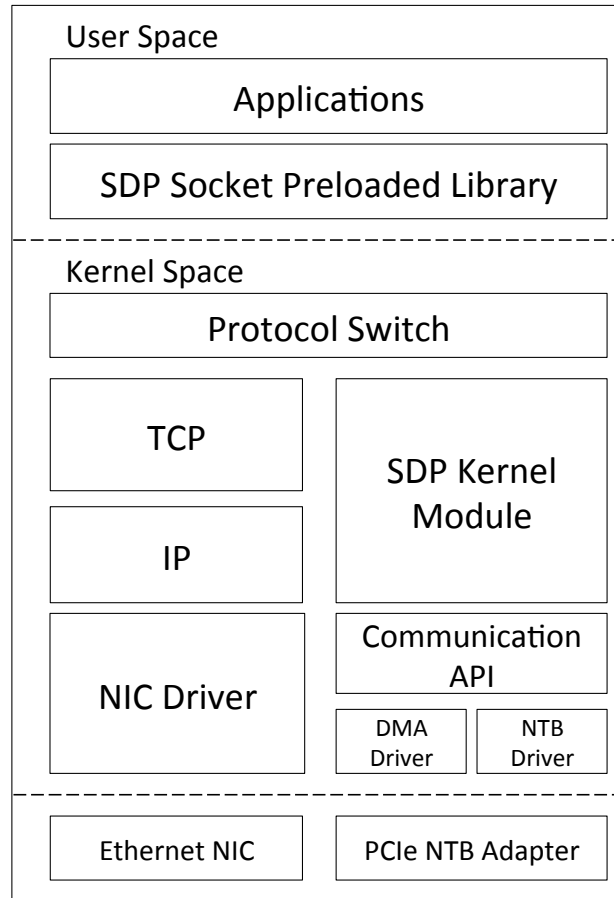 User Space
Applications
SDP Socket Preloaded Library
Kernel Space
Protocol Switch
TCP
IP
NIC Driver
SDP Kernel
Module
Communication
API
DMA
Driver
NTB
Driver
Ethernet NIC
PCIe NTB Adapter